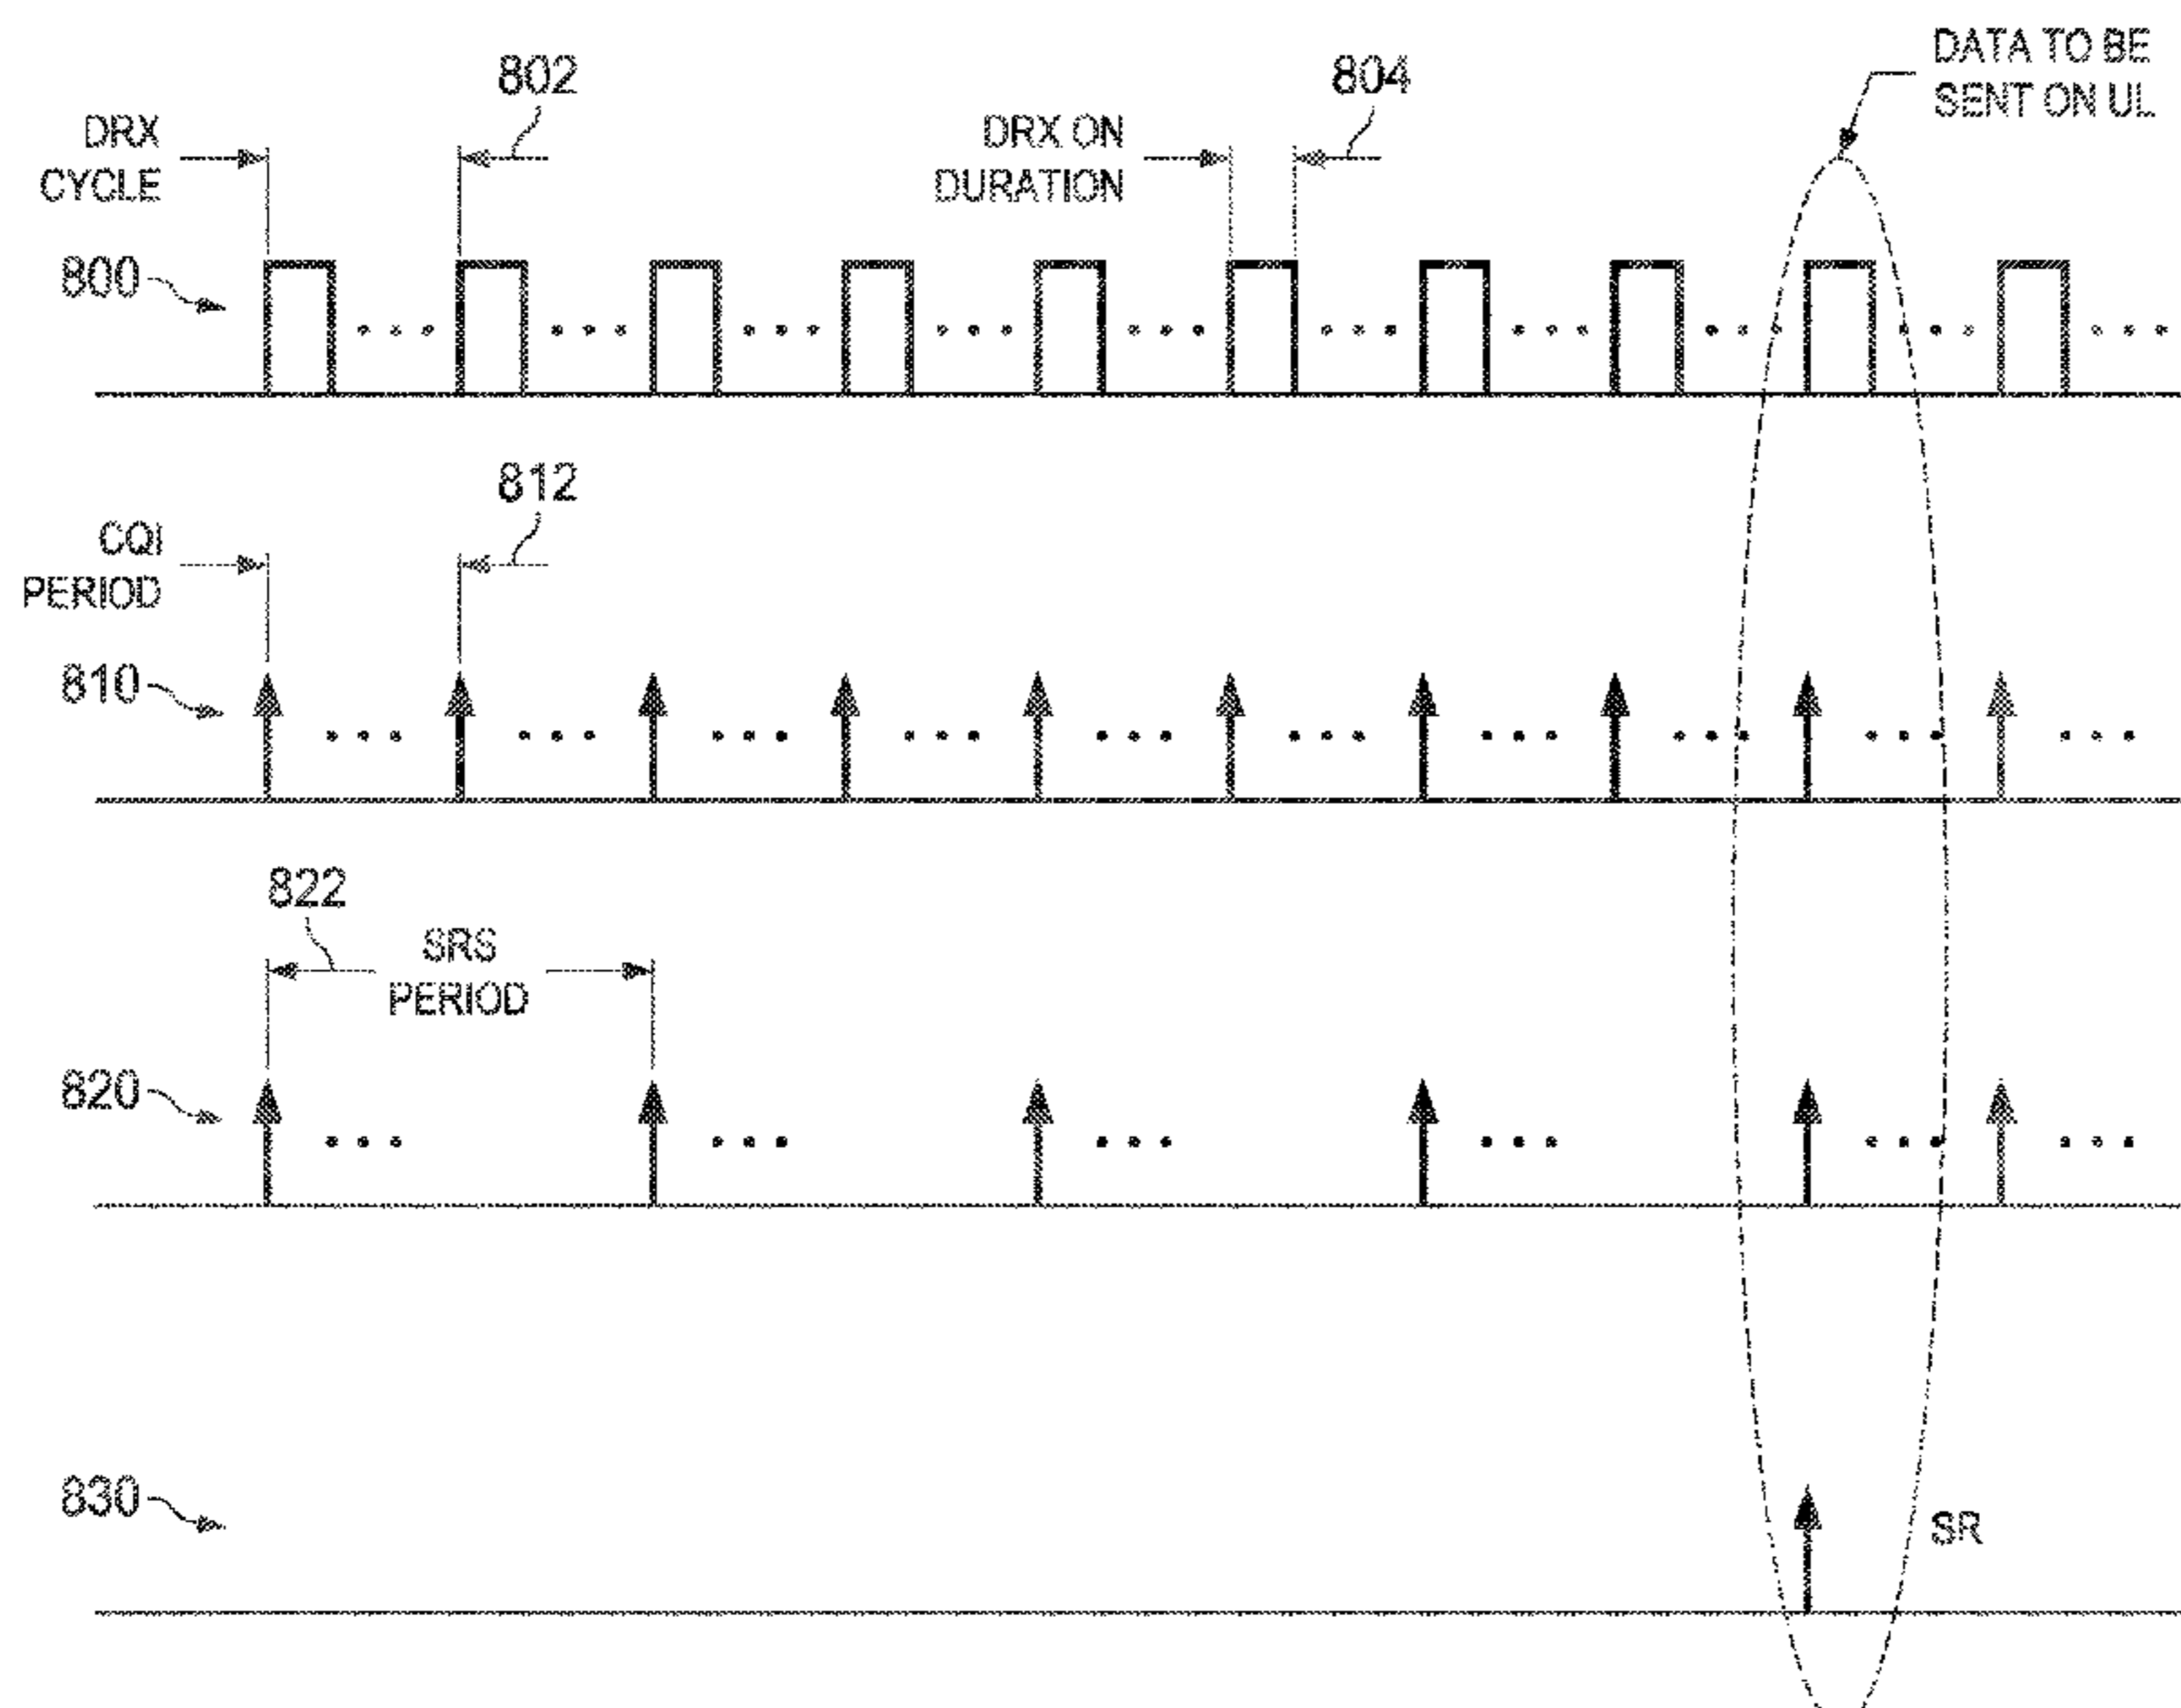 DATA TO BE
SENT ON UL
802
804
DRX
CYCLE
DRX ON
DURATION
800
812
CQI
PERIOD
810
822
SRS
PERIOD
820
830
SR